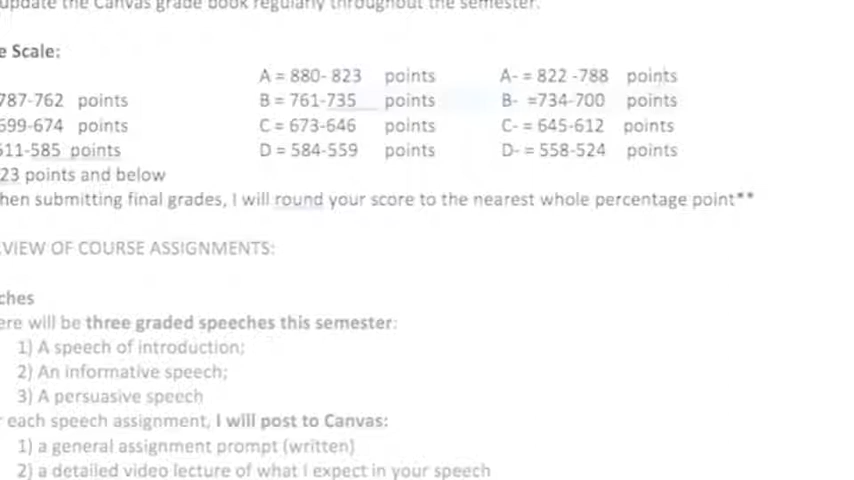 update the Canvas grade book regularly throughout the semester.
e Scale:
A = 880- 823 points A- = 822 -788 points
787-762 points B = 761-735 points B- =734-700 points
699-674 points C = 673-646 points C- = 645-612 points
611-585 points D = 584-559 points D- = 558-524 points
23 points and below
hen submitting final grades, I will round your score to the nearest whole percentage point**
VIEW OF COURSE ASSIGNMENTS:
ches
ere will be three graded speeches this semester:
1) A speech of introduction;
2) An informative speech;
3) A persuasive speech
r each speech assignment, I will post to Canvas:
1) a general assignment prompt (written)
2) a detailed video lecture of what I expect in your speech